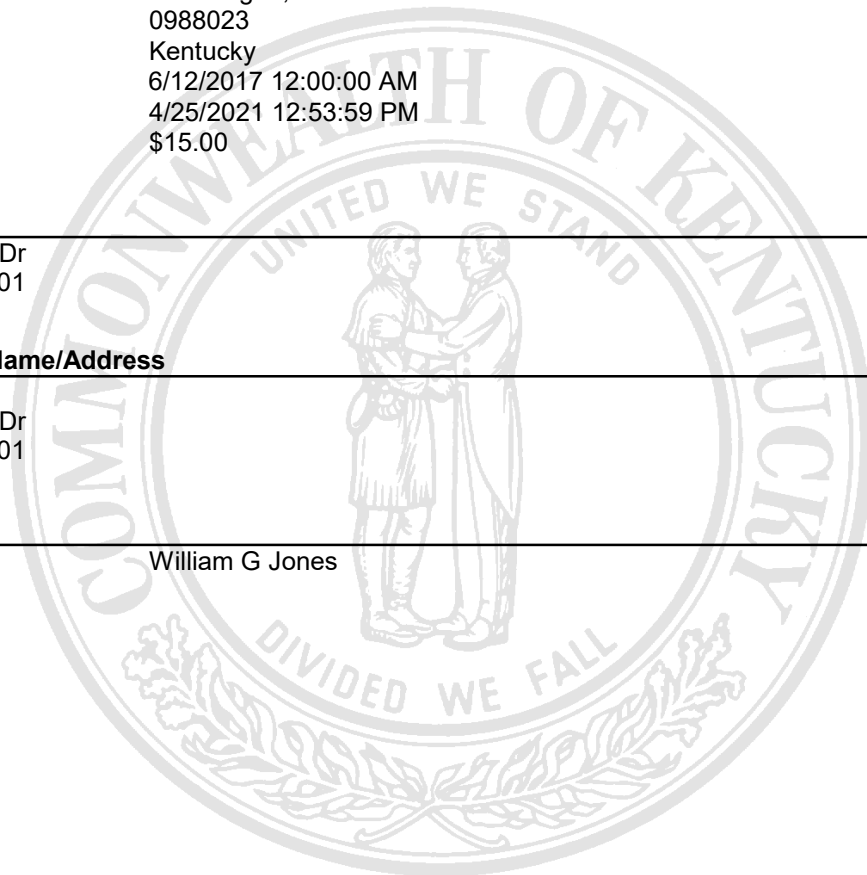 0988023
Kentucky
6/12/2017 12:00:00 AM
4/25/2021 12:53:59 PM
$15.00
COMMONWEALTH OF KENTUCKY
UNITED WE STAND
Dr
01
Name/Address
Dr
01
William G Jones
DIVIDED WE FALL